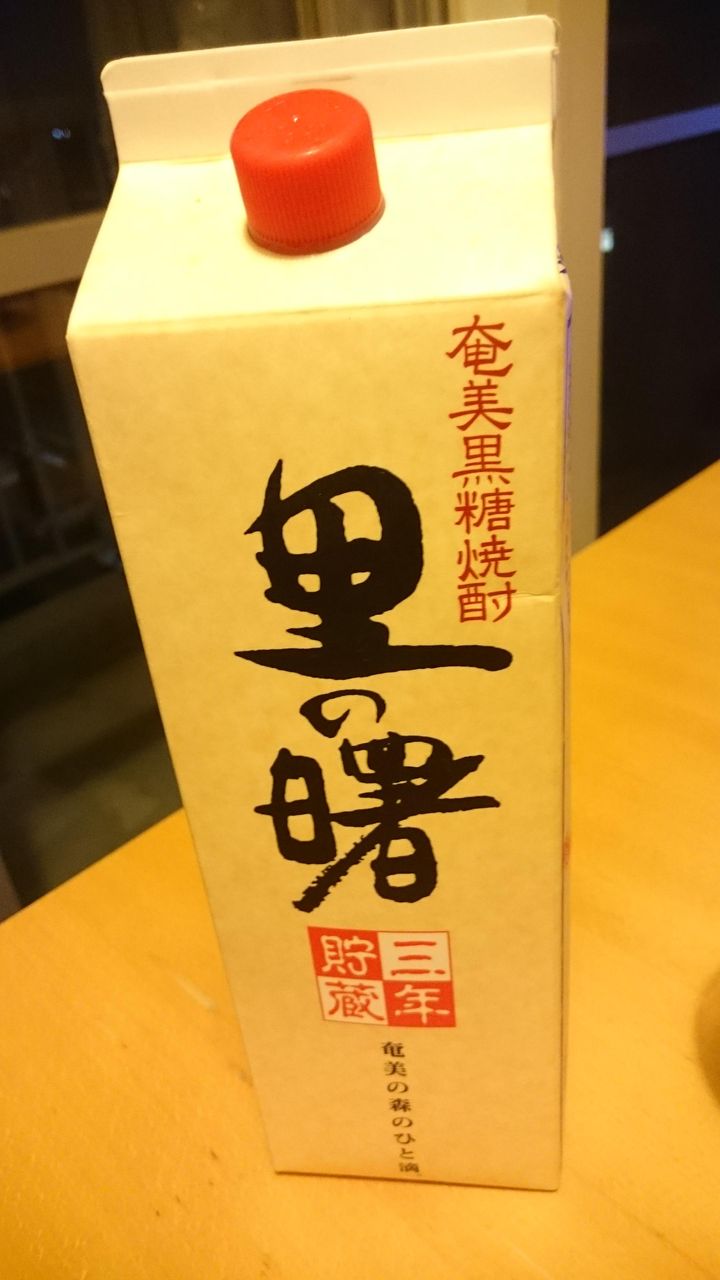 奄美黒糖焼酎
里の曙
三年
貯蔵
奄美の森のひと滴